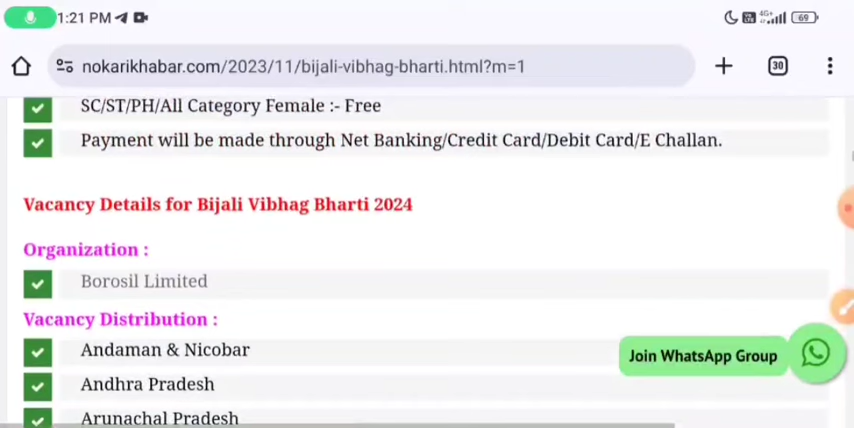 1:21 PM
4G+
69
nokarikhabar.com/2023/11/bijali-vibhag-bharti.html?m=1
30
SC/ST/PH/All Category Female :- Free
Payment will be made through Net Banking/Credit Card/Debit Card/E Challan.
Vacancy Details for Bijali Vibhag Bharti 2024
Organization :
Borosil Limited
Vacancy Distribution :
Andaman & Nicobar
Join WhatsApp Group
Andhra Pradesh
Arunachal Pradesh